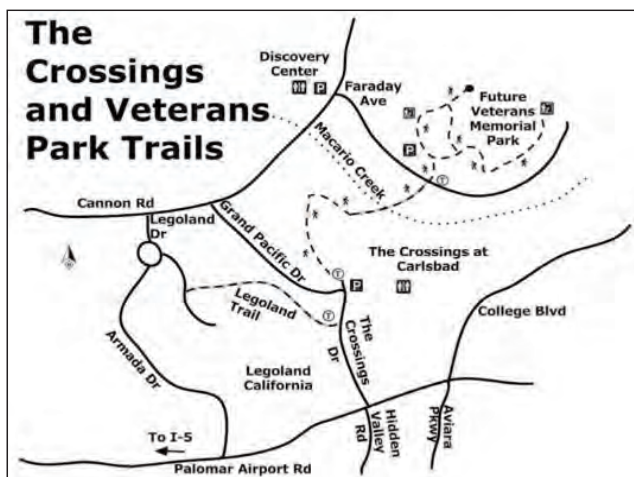 The
Crossings
and Veterans
Park Trails
Discovery
Center
P
Faraday
Ave
Future
Veterans
Memorial
Park
P
Macario Creek
T
Cannon Rd
Legoland
Dr
Grand Pacific Dr
The Crossings at
Carlsbad
T
P
Legoland
Trail
T
The Crossings
Dr
College Blvd
Armada Dr
Legoland
California
Hidden
Valley
Rd
Aviara
Pkwy
To I-5
Palomar Airport Rd